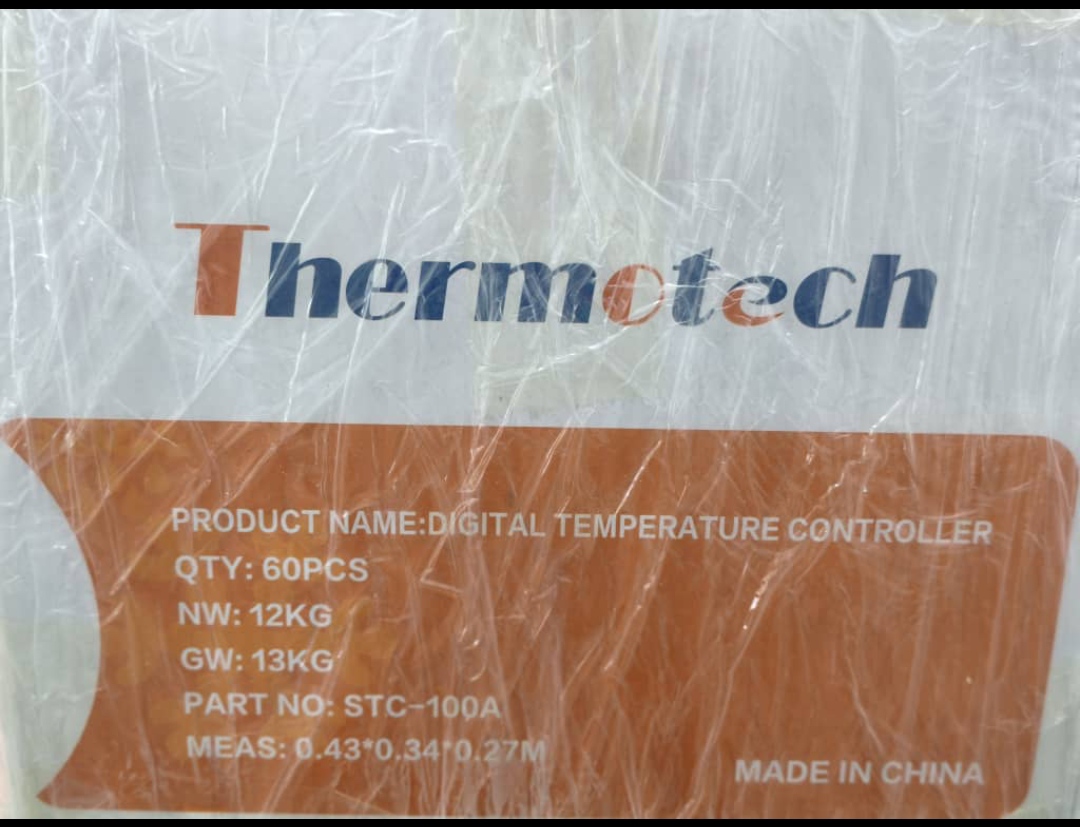 Thermotech
PRODUCT NAME:DIGITAL TEMPERATURE CONTROLLER
QTY: 60PCS
NW: 12KG
GW: 13KG
PART NO: STC-100A
MEAS: 0.43*0.34*0.27M
MADE IN CHINA